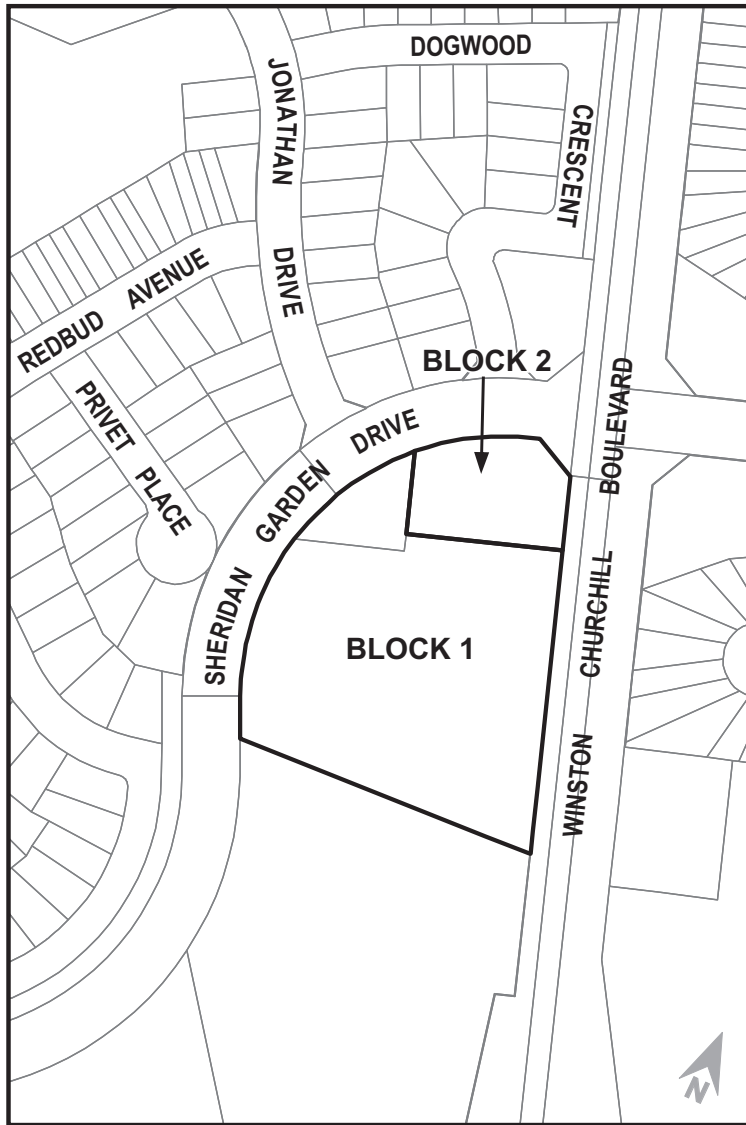 DOGWOOD
CRESCENT
JONATHAN
DRIVE
REDBUD AVENUE
PRIVET PLACE
BLOCK 2
SHERIDAN GARDEN DRIVE
BLOCK 1
WINSTON CHURCHILL BOULEVARD
N